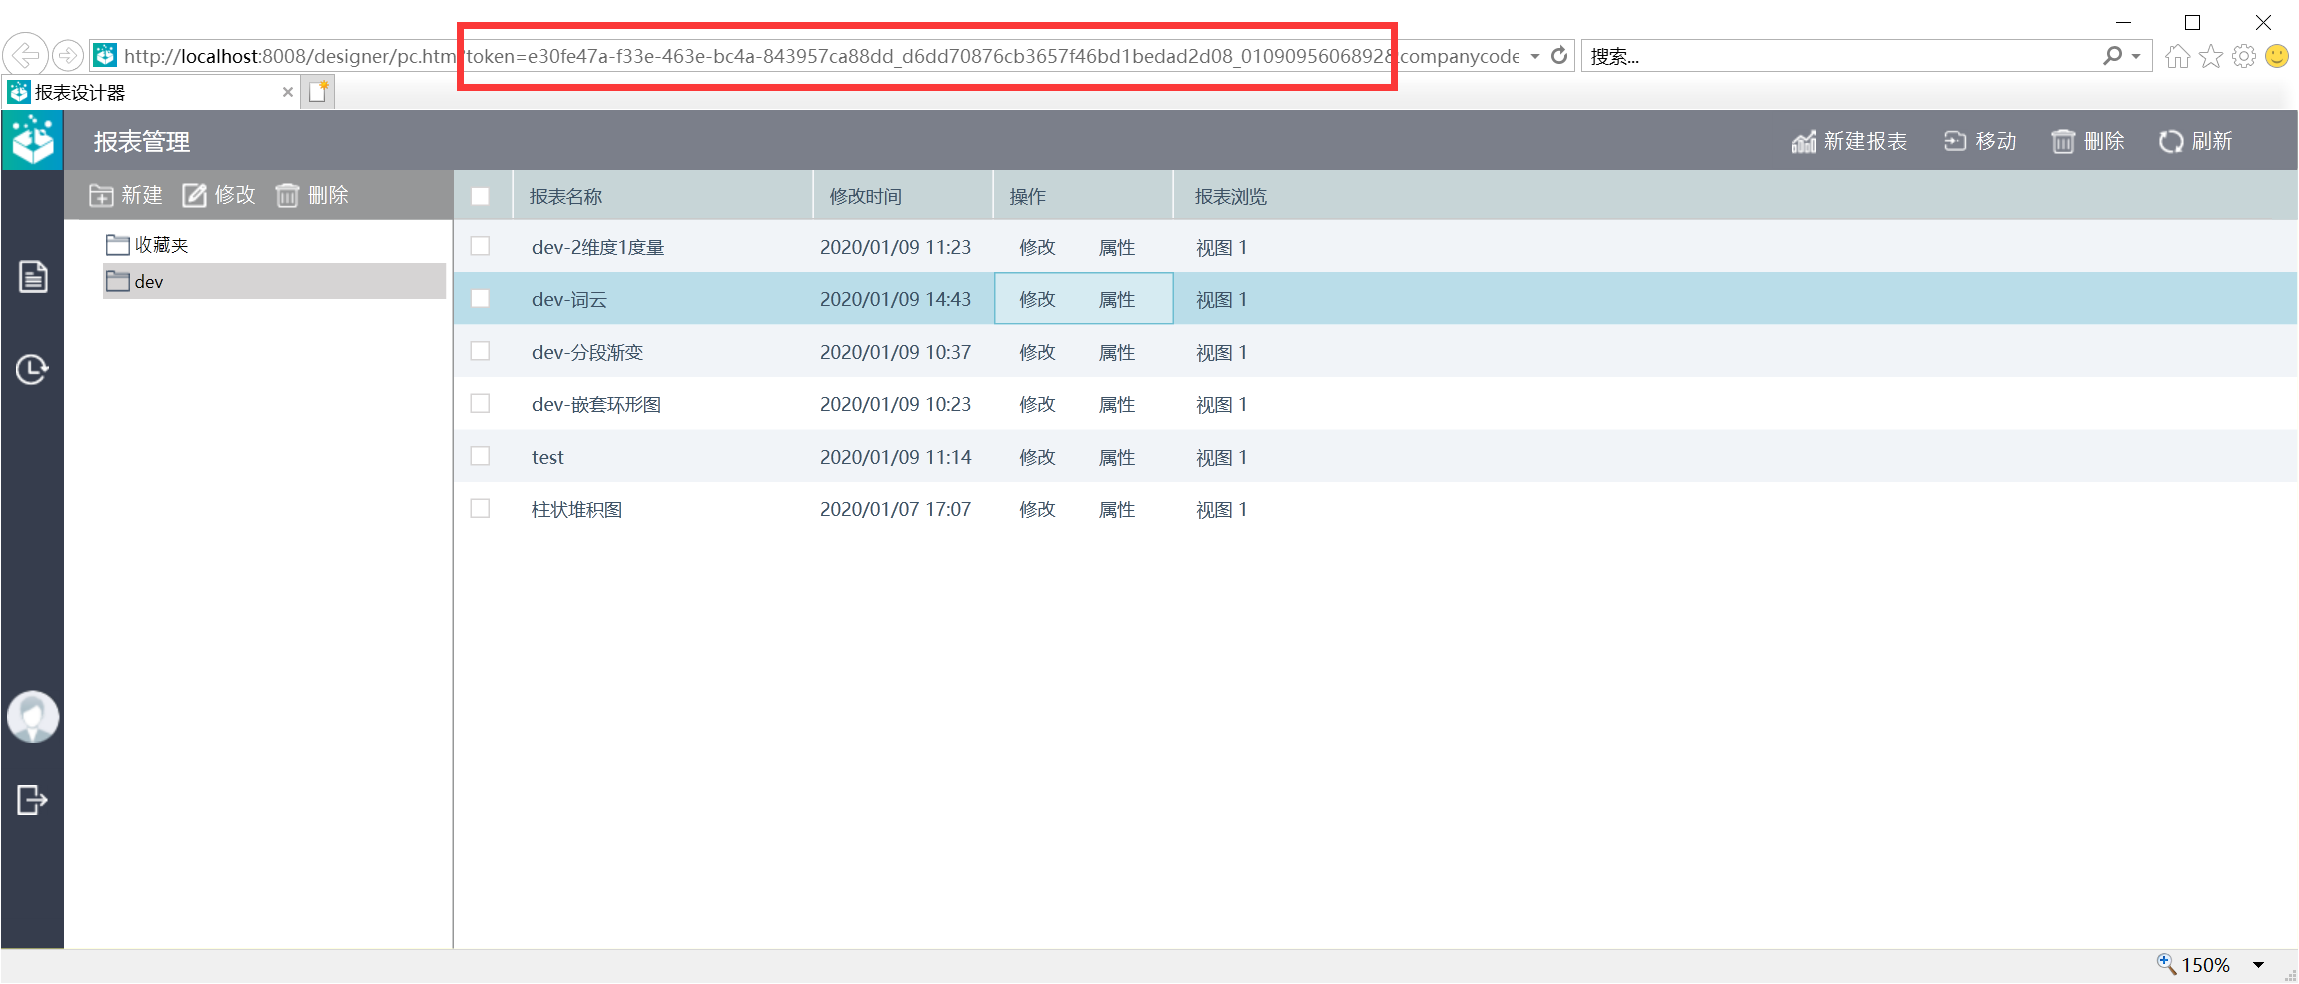 http://localhost:8008/designer/pc.htm?token=e30fe47a-f33e-463e-bc4a-843957ca88dd_d6dd70876cb3657f46bd1bedad2d08_01090956068928&companycode
搜索...
报表设计器
报表管理
新建报表
移动
删除
刷新
新建
修改
删除
报表名称
修改时间
操作
报表浏览
收藏夹
dev
dev-2维度1度量 2020/01/09 11:23 修改 属性 视图 1
dev-词云 2020/01/09 14:43 修改 属性 视图 1
dev-分段渐变 2020/01/09 10:37 修改 属性 视图 1
dev-嵌套环形图 2020/01/09 10:23 修改 属性 视图 1
test 2020/01/09 11:14 修改 属性 视图 1
柱状堆积图 2020/01/07 17:07 修改 属性 视图 1
150%